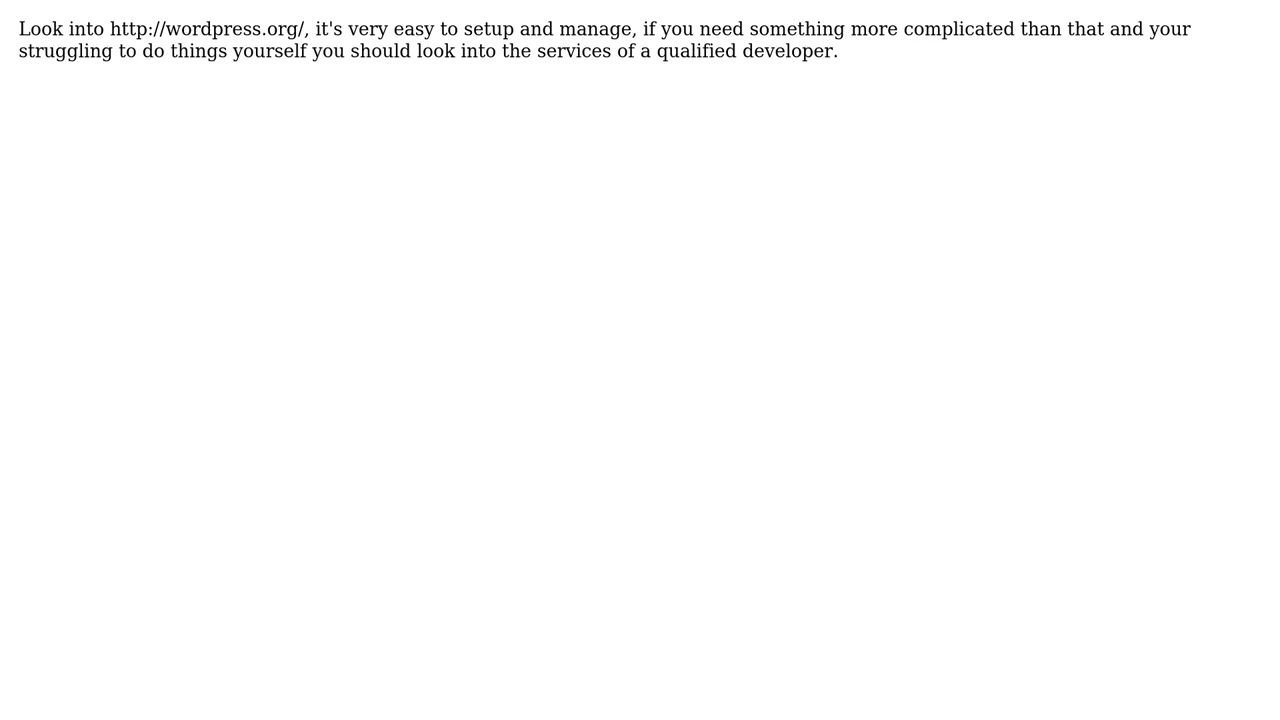 Look into http://wordpress.org/, it's very easy to setup and manage, if you need something more complicated than that and your
struggling to do things yourself you should look into the services of a qualified developer.